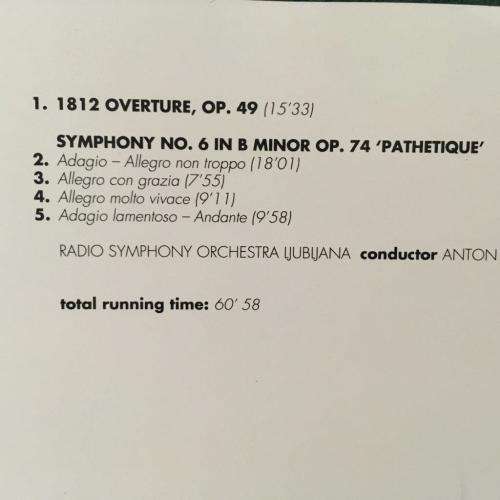 1. 1812 OVERTURE, OP. 49 (15'33)
SYMPHONY NO. 6 IN B MINOR OP. 74 'PATHETIQUE'
2. Adagio – Allegro non troppo (18'01)
3. Allegro con grazia (7'55)
4. Allegro molto vivace (9'11)
5. Adagio lamentoso – Andante (9'58)
RADIO SYMPHONY ORCHESTRA LJUBLJANA conductor ANTON
total running time: 60' 58